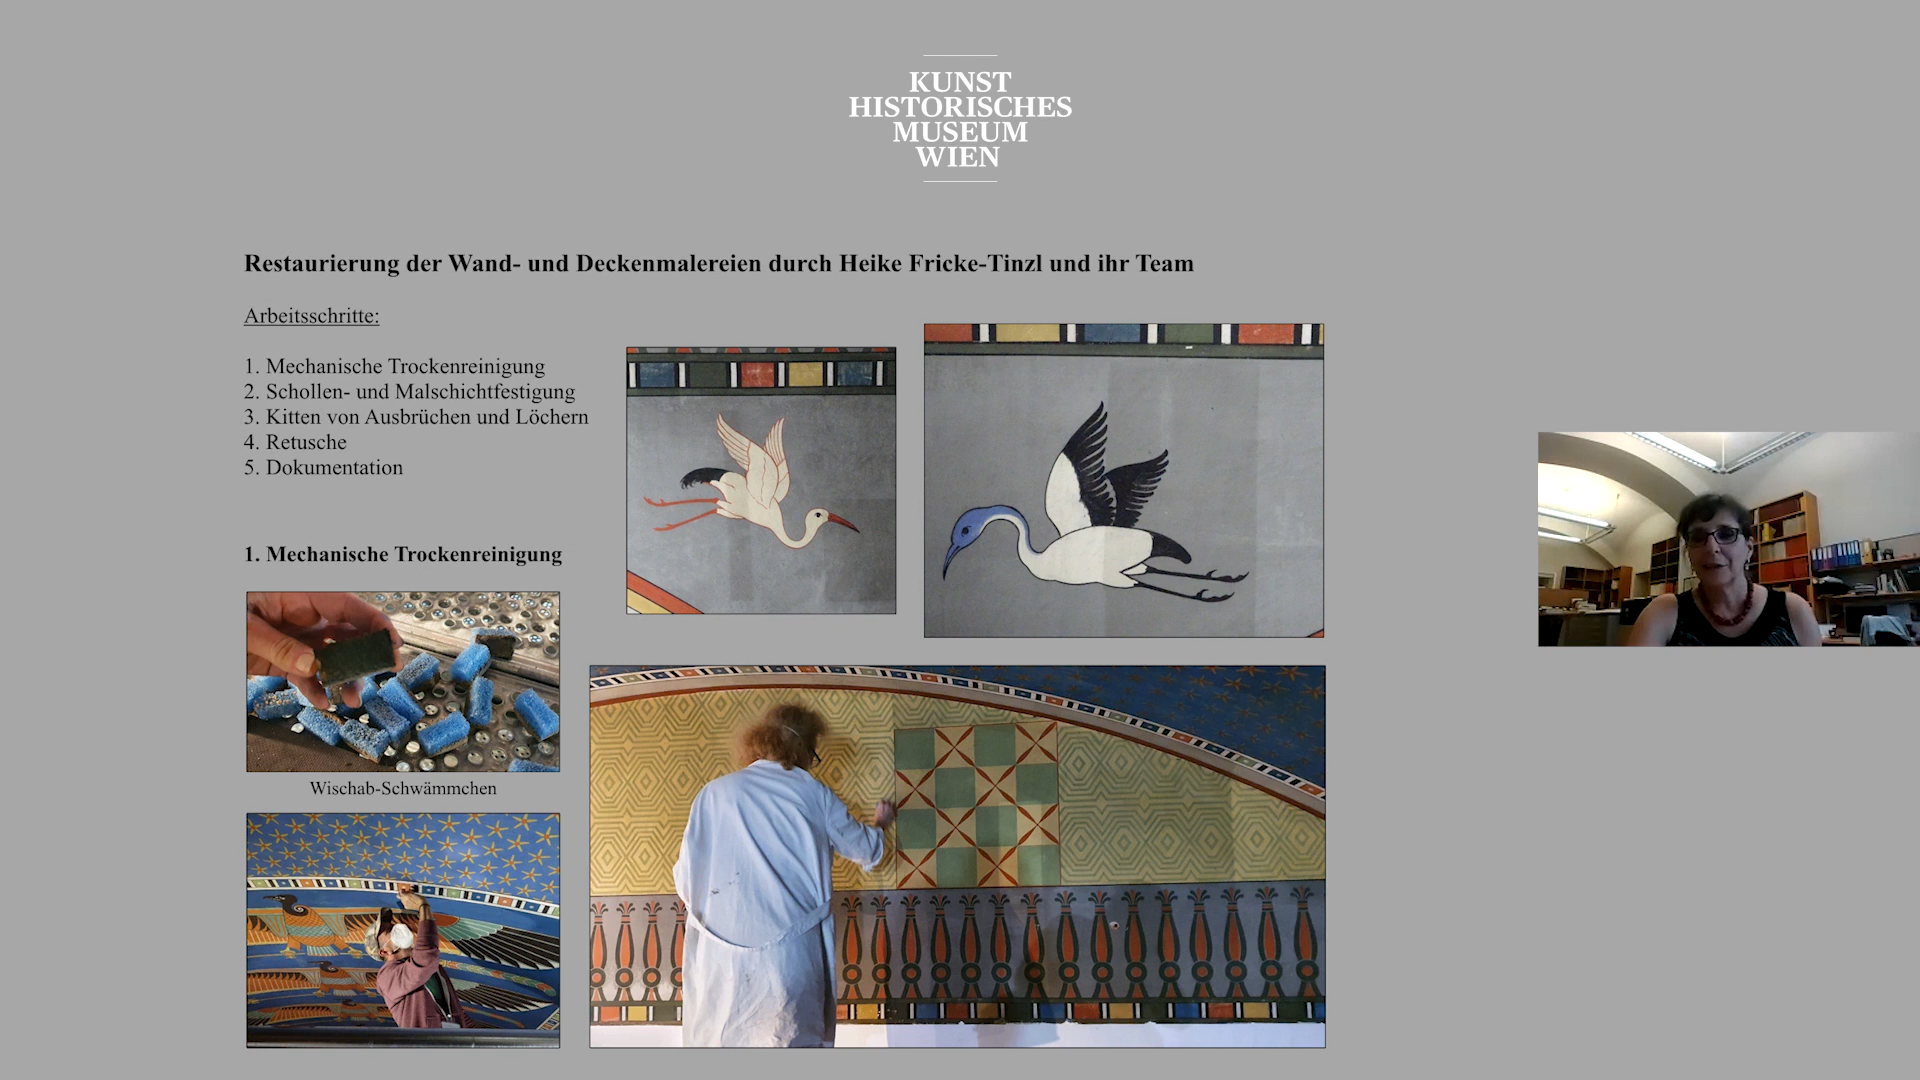 KUNST
HISTORISCHES
MUSEUM
WIEN
Restaurierung der Wand- und Deckenmalereien durch Heike Fricke-Tinzl und ihr Team
Arbeitsschritte:
1. Mechanische Trockenreinigung
2. Schollen- und Malschichtfestigung
3. Kitten von Ausbrüchen und Löchern
4. Retusche
5. Dokumentation
1. Mechanische Trockenreinigung
Wischab-Schwämmchen